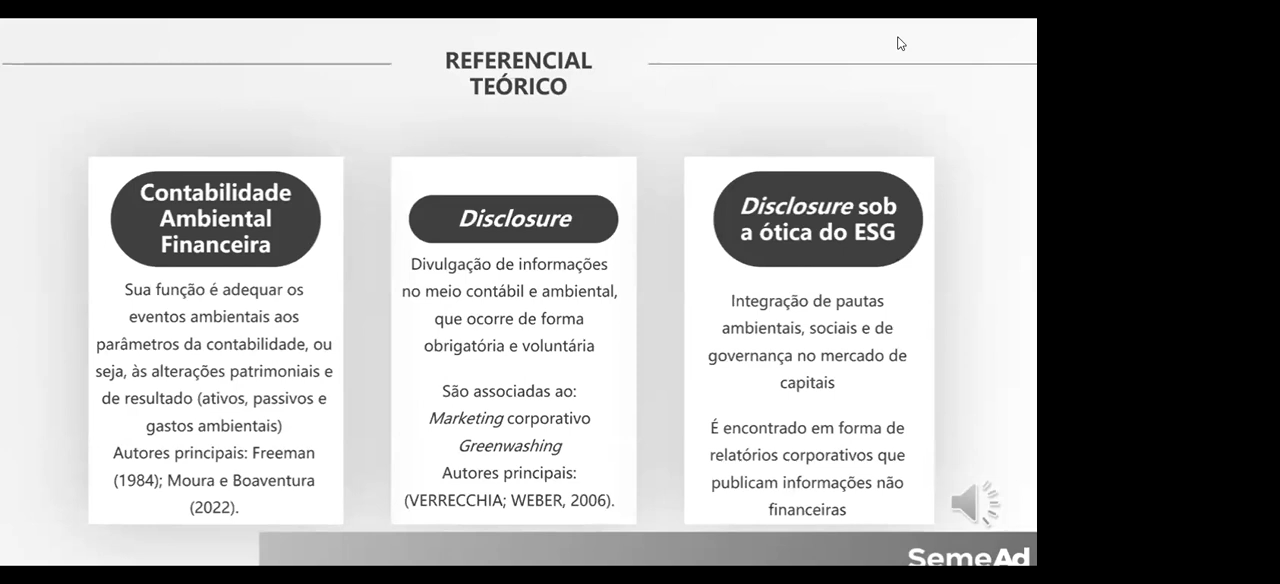 REFERENCIAL
TEÓRICO
Contabilidade
Ambiental
Financeira
Sua função é adequar os
eventos ambientais aos
parâmetros da contabilidade, ou
seja, às alterações patrimoniais e
de resultado (ativos, passivos e
gastos ambientais)
Autores principais: Freeman
(1984); Moura e Boaventura
(2022).
Disclosure
Divulgação de informações
no meio contábil e ambiental,
que ocorre de forma
obrigatória e voluntária
São associadas ao:
Marketing corporativo
Greenwashing
Autores principais:
(VERRECCHIA; WEBER, 2006).
Disclosure sob
a ótica do ESG
Integração de pautas
ambientais, sociais e de
governança no mercado de
capitais
É encontrado em forma de
relatórios corporativos que
publicam informações não
financeiras
SemeAd